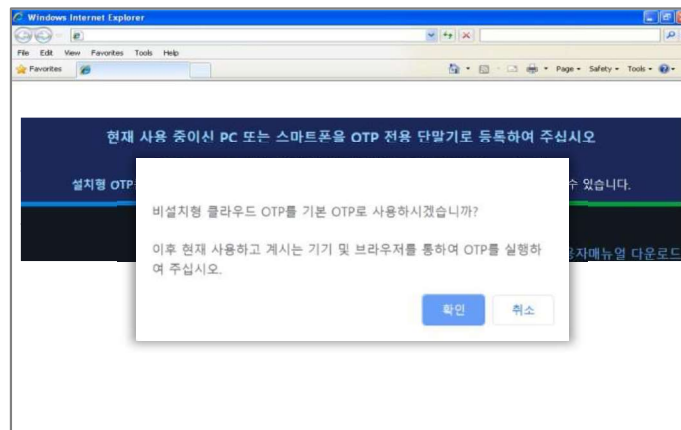 Windows Internet Explorer
File Edit View Favorites Tools Help
Favorites
Page Safety Tools
현재 사용 중이신 PC 또는 스마트폰을 OTP 전용 단말기로 등록하여 주십시오
설치형 OTP
수 있습니다.
비설치형 클라우드 OTP를 기본 OTP로 사용하시겠습니까?
이후 현재 사용하고 계시는 기기 및 브라우저를 통하여 OTP를 실행하
여 주십시오.
용자매뉴얼 다운로드
확인 취소